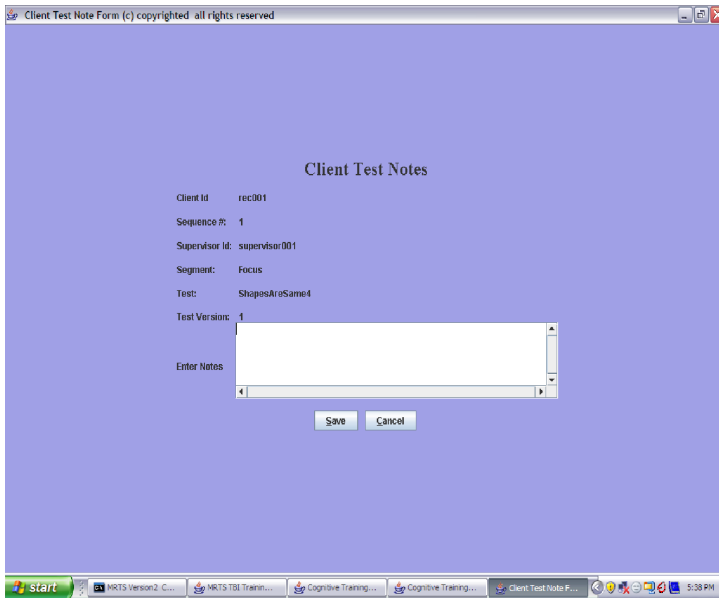 Client Test Note Form (c) copyrighted all rights reserved
Client Test Notes
Client Id rec001
Sequence #: 1
Supervisor Id: supervisor001
Segment: Focus
Test: ShapesAreSame4
Test Version: 1
Enter Notes
Save Cancel
start MRTS Version2 C... MRTS TBI Trainin... Cognitive Training... Cognitive Training... Client Test Note F... 5:38 PM